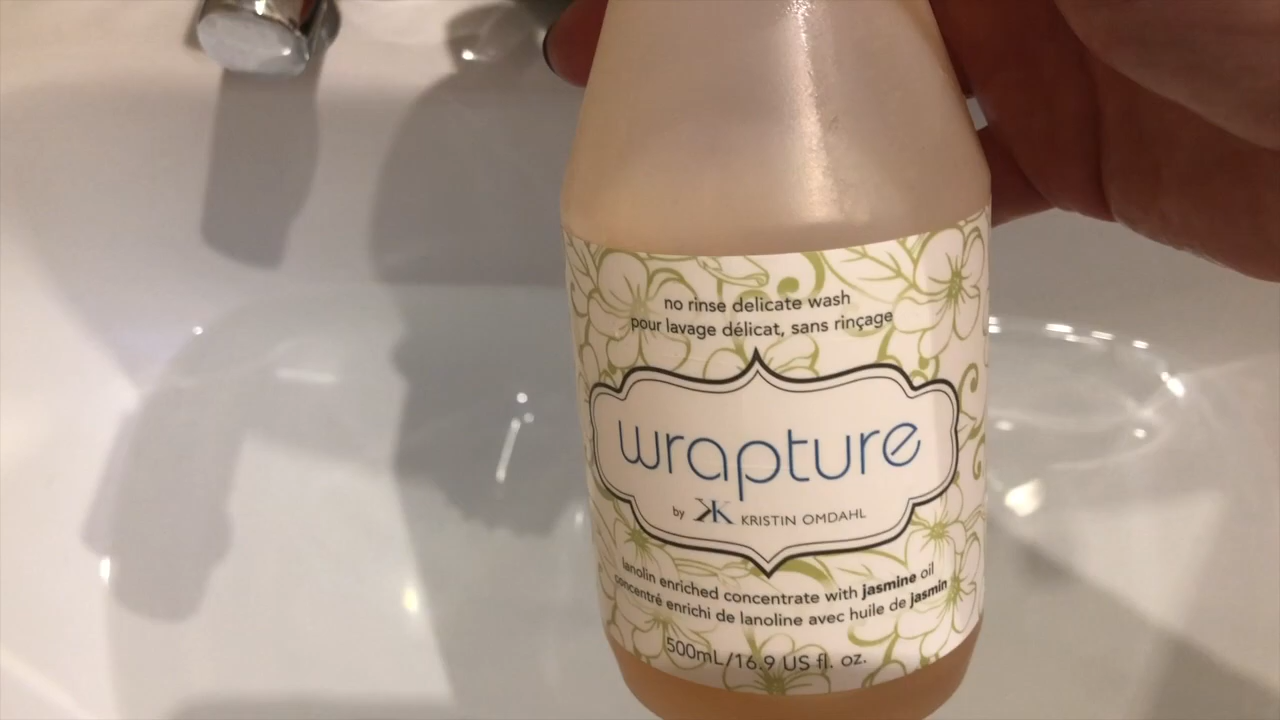 no rinse delicate wash
pour lavage délicat, sans rinçage
wrapture
by KK KRISTIN OMDAHL
lanolin enriched concentrate with jasmine oil
concentré enrichi de lanoline avec huile de jasmin
500mL/16.9 US fl. oz.